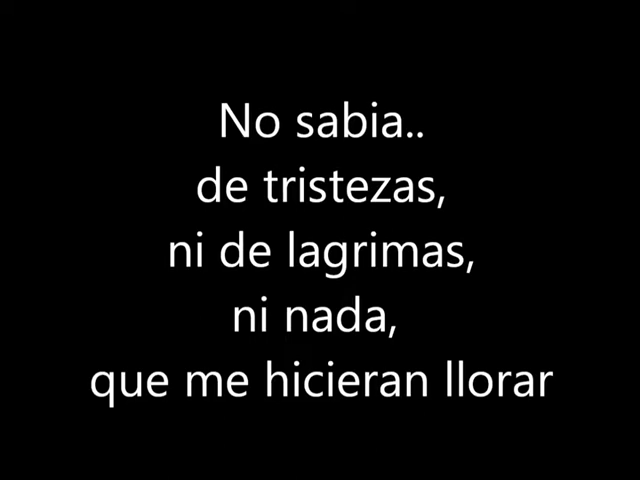 No sabia..
de tristezas,
ni de lagrimas,
ni nada,
que me hicieran llorar